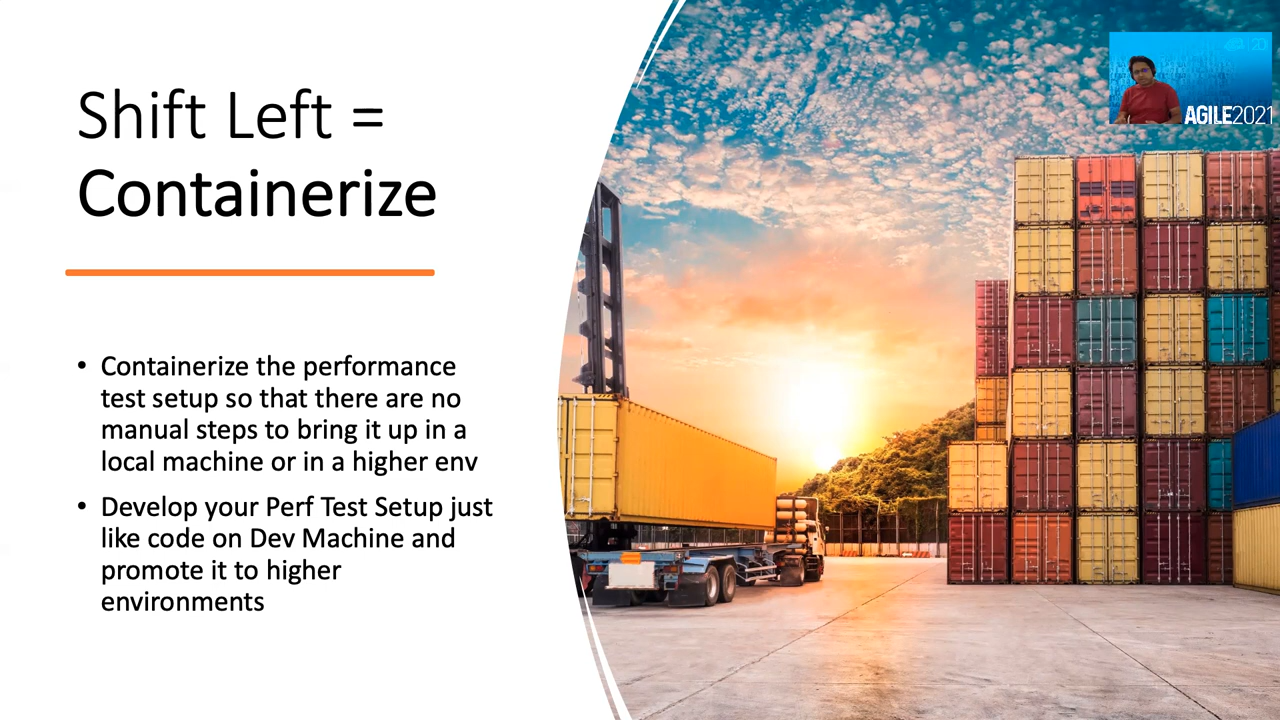 Shift Left =
Containerize
• Containerize the performance
test setup so that there are no
manual steps to bring it up in a
local machine or in a higher env
• Develop your Perf Test Setup just
like code on Dev Machine and
promote it to higher
environments
AGILE2021